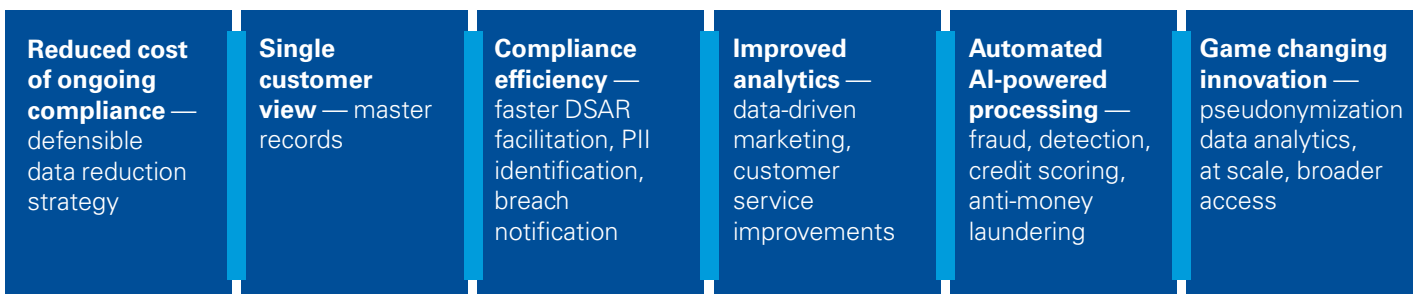 Reduced cost
of ongoing
compliance —
defensible
data reduction
strategy
Single
customer
view — master
records
Compliance
efficiency —
faster DSAR
facilitation, PII
identification,
breach
notification
Improved
analytics —
data-driven
marketing,
customer
service
improvements
Automated
AI-powered
processing —
fraud, detection,
credit scoring,
anti-money
laundering
Game changing
innovation —
pseudonymization
data analytics,
at scale, broader
access